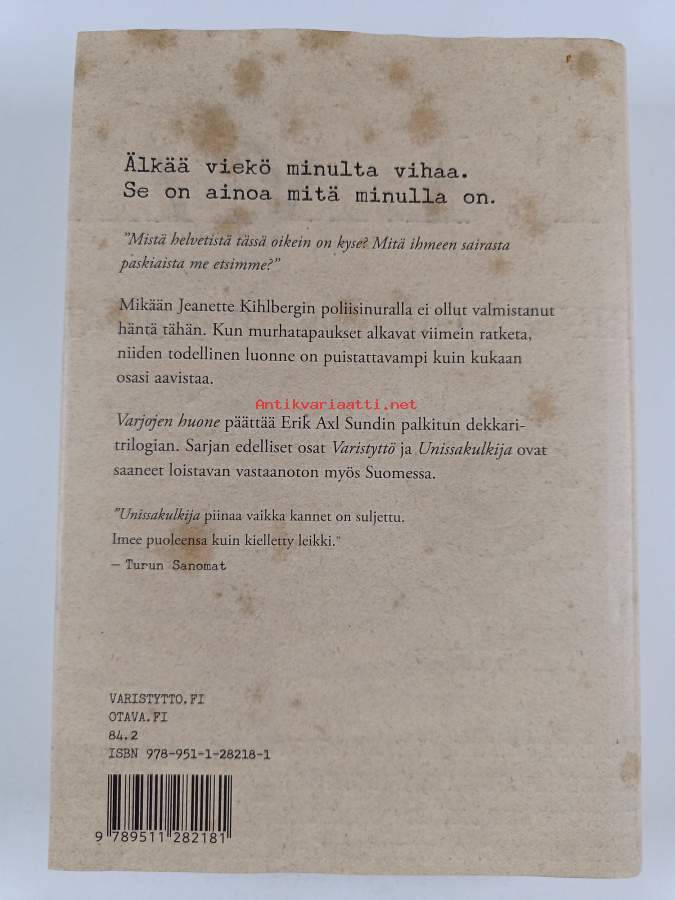 Älkää viekö minulta vihaa.
Se on ainoa mitä minulla on.
"Mistä helvetistä tässä oikein on kyse? Mitä ihmeen sairasta
paskiaista me etsimme?"
Mikään Jeanette Kihlbergin poliisinuralla ei ollut valmistanut
häntä tähän. Kun murhatapaukset alkavat viimein ratketa,
niiden todellinen luonne on puistattavampi kuin kukaan
osasi aavistaa.
Antikvariaatti.net
Varjojen huone päättää Erik Axl Sundin palkitun dekkari-
trilogian. Sarjan edelliset osat Varistyttö ja Unissakulkija ovat
saaneet loistavan vastaanoton myös Suomessa.
"Unissakulkija piinaa vaikka kannet on suljettu.
Imee puoleensa kuin kielletty leikki."
— Turun Sanomat
VARISTYTTO.FI
OTAVA.FI
84.2
ISBN 978-951-1-28218-1
9 789511 282181